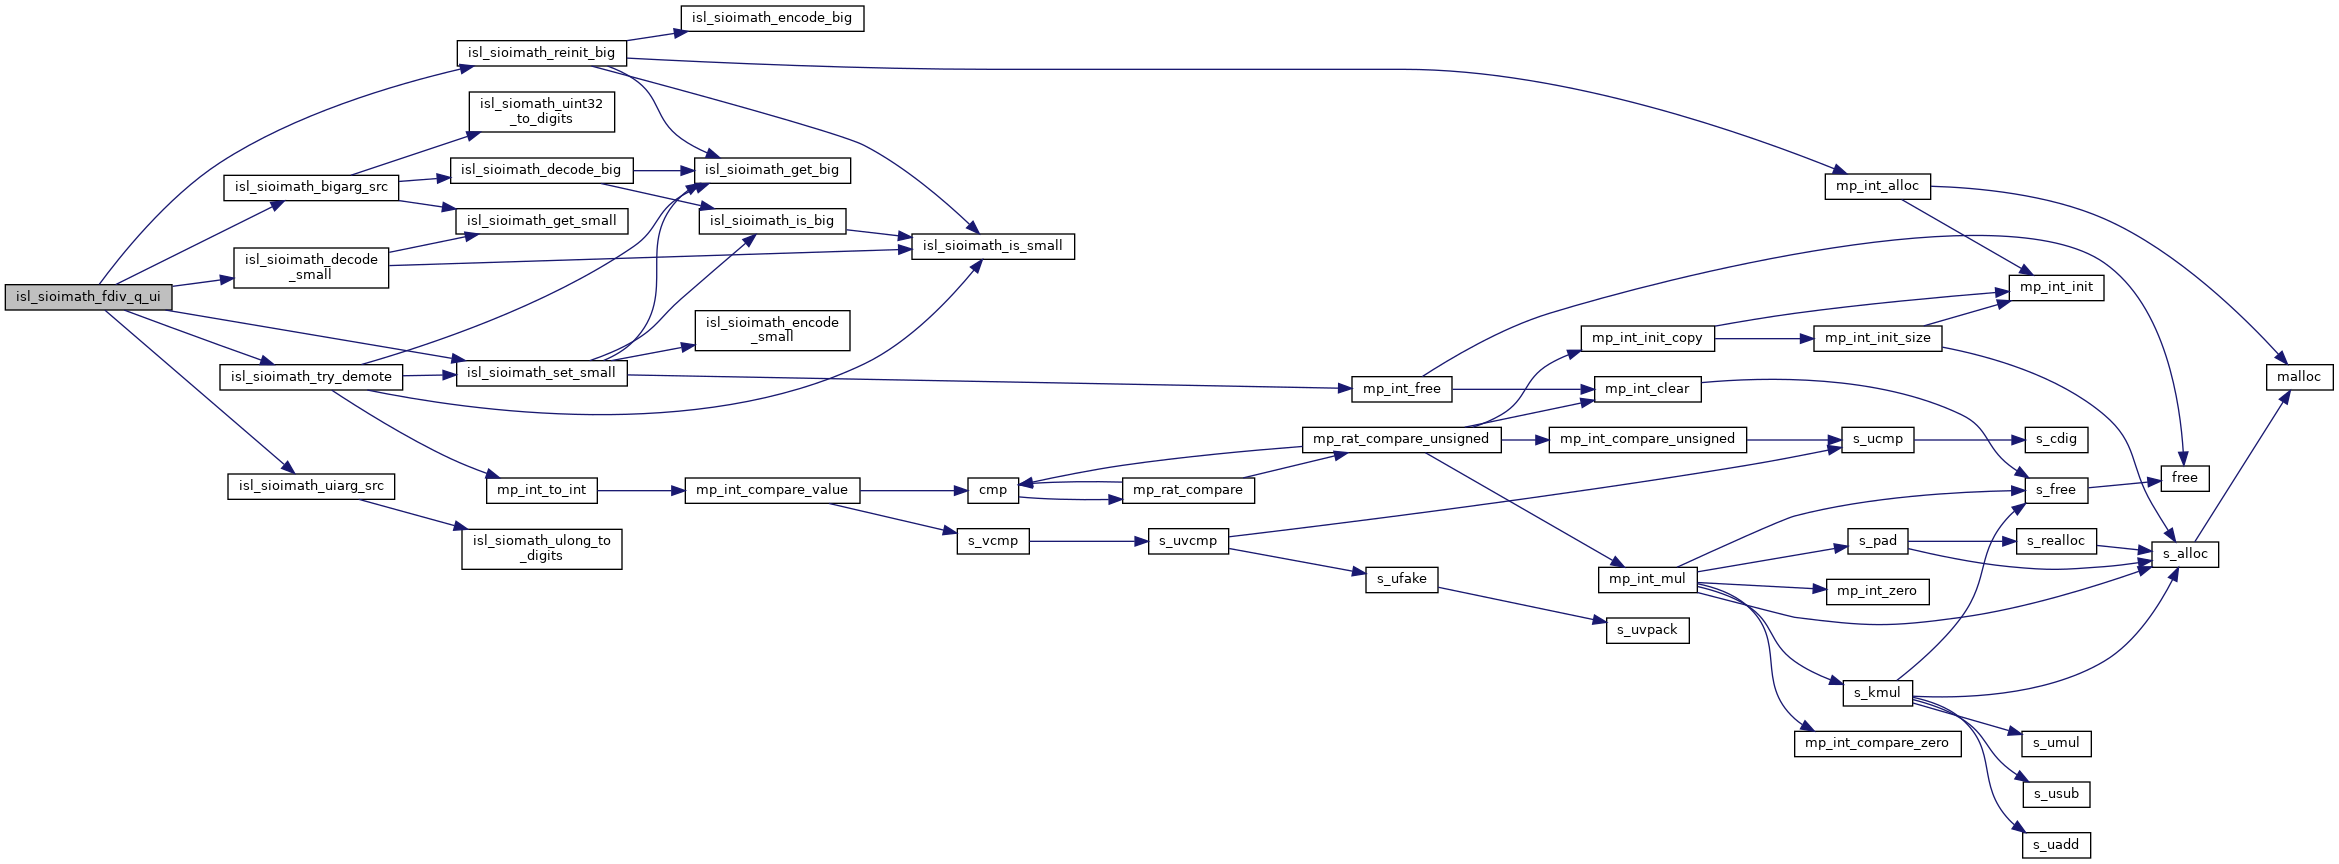 isl_sioimath_fdiv_q_ui
isl_sioimath_reinit_big
isl_sioimath_bigarg_src
isl_sioimath_decode
_small
isl_sioimath_try_demote
isl_sioimath_uiarg_src
isl_siomath_uint32
_to_digits
isl_sioimath_decode_big
isl_sioimath_get_small
isl_sioimath_set_small
mp_int_to_int
isl_siomath_ulong_to
_digits
isl_sioimath_encode_big
isl_sioimath_get_big
isl_sioimath_is_big
isl_sioimath_encode
_small
mp_int_compare_value
isl_sioimath_is_small
cmp
s_vcmp
mp_rat_compare
s_uvcmp
mp_int_free
mp_rat_compare_unsigned
s_ufake
mp_int_init_copy
mp_int_clear
mp_int_compare_unsigned
mp_int_mul
s_uvpack
mp_int_alloc
mp_int_init_size
s_ucmp
s_pad
mp_int_zero
s_kmul
mp_int_compare_zero
mp_int_init
s_cdig
s_free
s_realloc
s_umul
s_usub
s_uadd
free
s_alloc
malloc